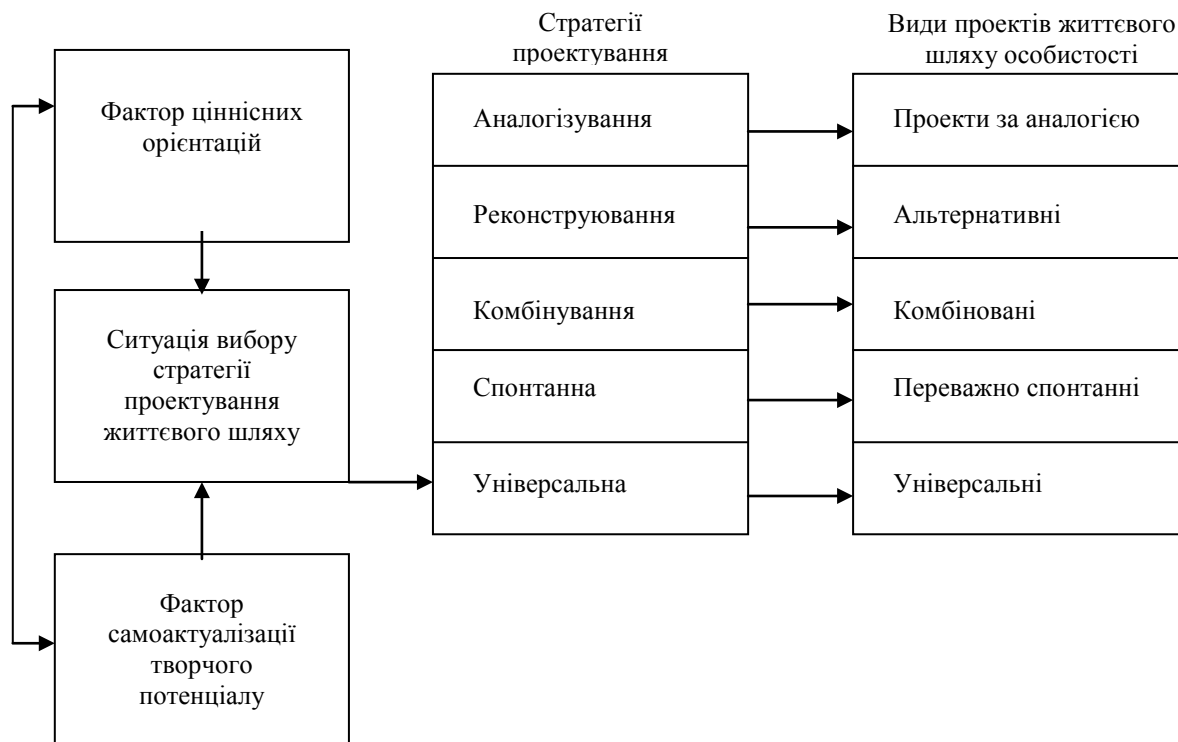 Стратегії
проектування
Види проектів життєвого
шляху особистості
Фактор ціннісних
орієнтацій
Ситуація вибору
стратегії
проектування
життєвого шляху
Фактор
самоактуалізації
творчого
потенціалу
Аналогізування
Реконструювання
Комбінування
Спонтанна
Універсальна
Проекти за аналогією
Альтернативні
Комбіновані
Переважно спонтанні
Універсальні